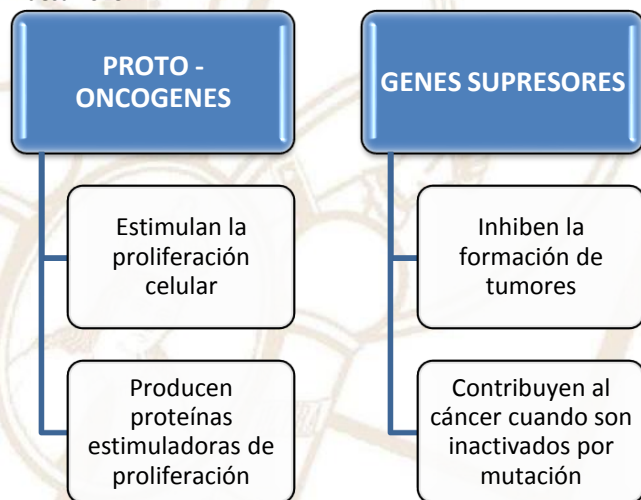 PROTO -
ONCOGENES
Estimulan la
proliferación
celular
Producen
proteínas
estimuladoras de
proliferación
GENES SUPRESORES
Inhiben la
formación de
tumores
Contribuyen al
cáncer cuando son
inactivados por
mutación